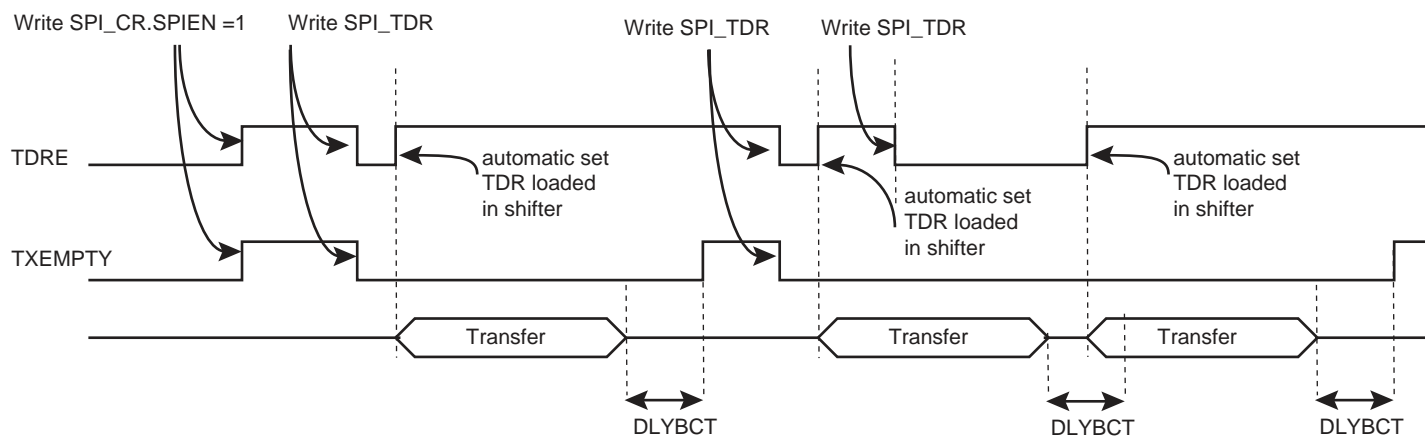 Write SPI_CR.SPIEN =1
Write SPI_TDR
Write SPI_TDR
Write SPI_TDR
TDRE
automatic set
TDR loaded
in shifter
automatic set
TDR loaded
in shifter
automatic set
TDR loaded
in shifter
TXEMPTY
Transfer
Transfer
Transfer
DLYBCT
DLYBCT
DLYBCT